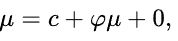 μ = c + φμ + 0,